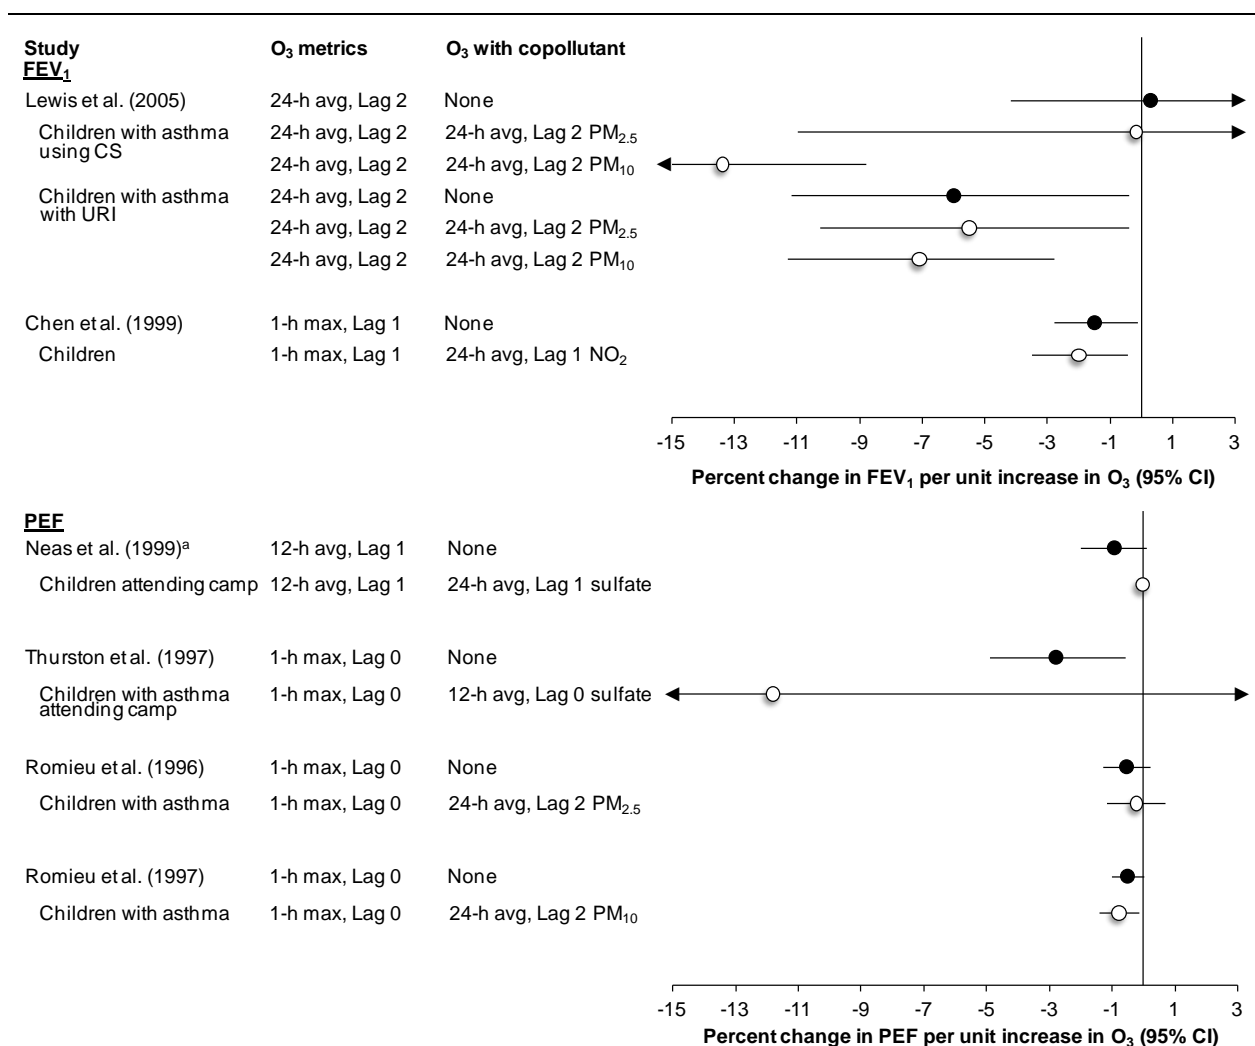 Study O3 metrics O3 with copollutant
FEV1
Lewis et al. (2005) 24-h avg, Lag 2 None
Children with asthma 24-h avg, Lag 2 24-h avg, Lag 2 PM2.5
using CS
24-h avg, Lag 2 24-h avg, Lag 2 PM10
Children with asthma 24-h avg, Lag 2 None
with URI
24-h avg, Lag 2 24-h avg, Lag 2 PM2.5
24-h avg, Lag 2 24-h avg, Lag 2 PM10
Chen et al. (1999) 1-h max, Lag 1 None
Children 1-h max, Lag 1 24-h avg, Lag 1 NO2
-15 -13 -11 -9 -7 -5 -3 -1 1 3
Percent change in FEV1 per unit increase in O3 (95% CI)
PEF
Neas et al. (1999)a 12-h avg, Lag 1 None
Children attending camp 12-h avg, Lag 1 24-h avg, Lag 1 sulfate
Thurston et al. (1997) 1-h max, Lag 0 None
Children with asthma 1-h max, Lag 0 12-h avg, Lag 0 sulfate
attending camp
Romieu et al. (1996) 1-h max, Lag 0 None
Children with asthma 1-h max, Lag 0 24-h avg, Lag 2 PM2.5
Romieu et al. (1997) 1-h max, Lag 0 None
Children with asthma 1-h max, Lag 0 24-h avg, Lag 2 PM10
-15 -13 -11 -9 -7 -5 -3 -1 1 3
Percent change in PEF per unit increase in O3 (95% CI)